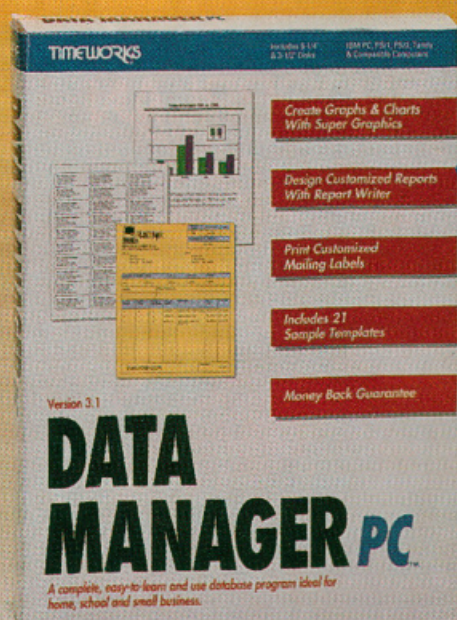 DATA MANAGER PC
TIMEWORKS
Includes 5-1/4"
& 3-1/2" Disks
IBM PC, PS/1, PS/2, Tandy
& Compatible Computers
Create Graphs & Charts
With Super Graphics
Design Customized Reports
With Report Writer
Print Customized
Mailing Labels
Includes 21
Sample Templates
Money Back Guarantee
Version 3.1
DATA
MANAGER PC™
A complete, easy-to-learn and use database program ideal for
home, school and small business.